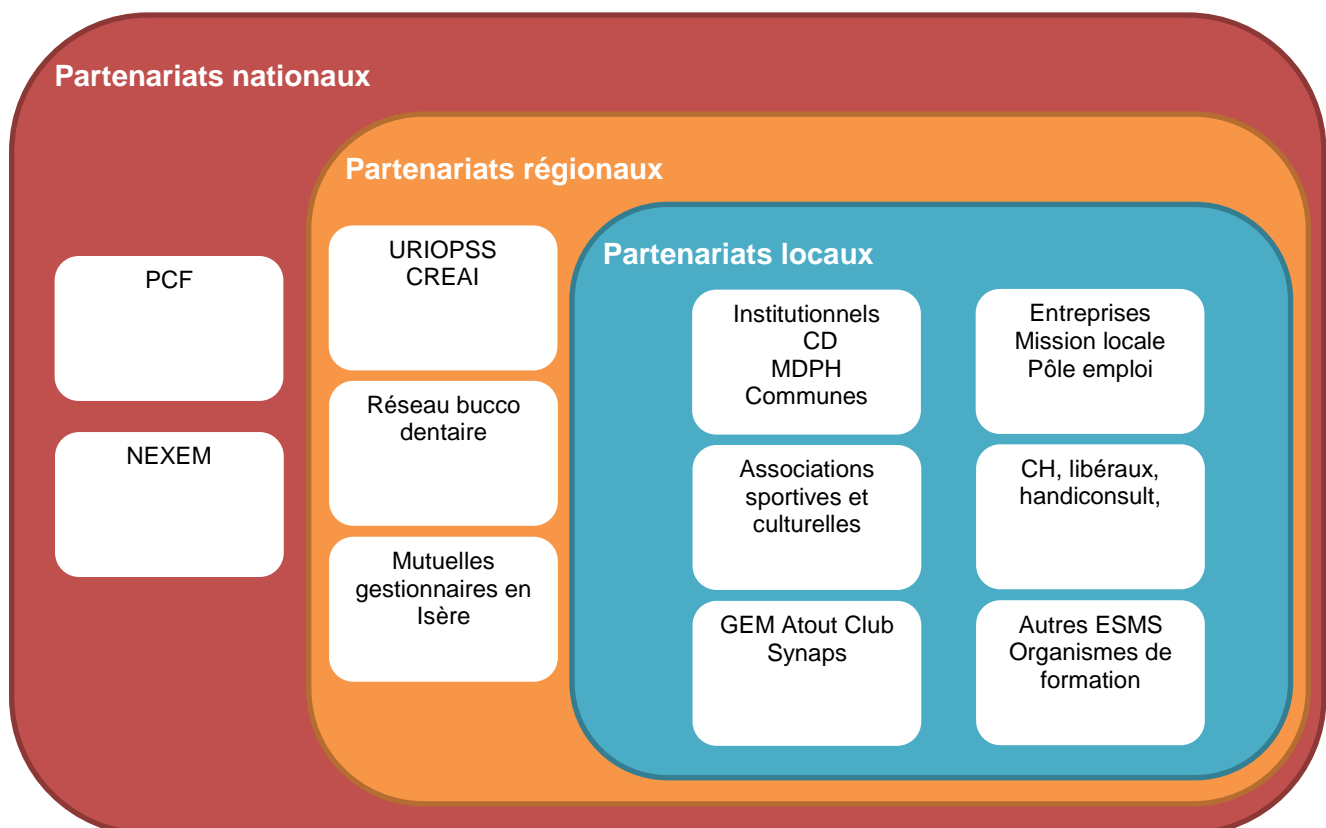 Partenariats nationaux
PCF
NEXEM
Partenariats régionaux
URIOPSS
CREAI
Réseau bucco
dentaire
Mutuelles
gestionnaires en
Isère
Partenariats locaux
Institutionnels
CD
MDPH
Communes
Entreprises
Mission locale
Pôle emploi
Associations
sportives et
culturelles
CH, libéraux,
handiconsult,
GEM Atout Club
Synaps
Autres ESMS
Organismes de
formation